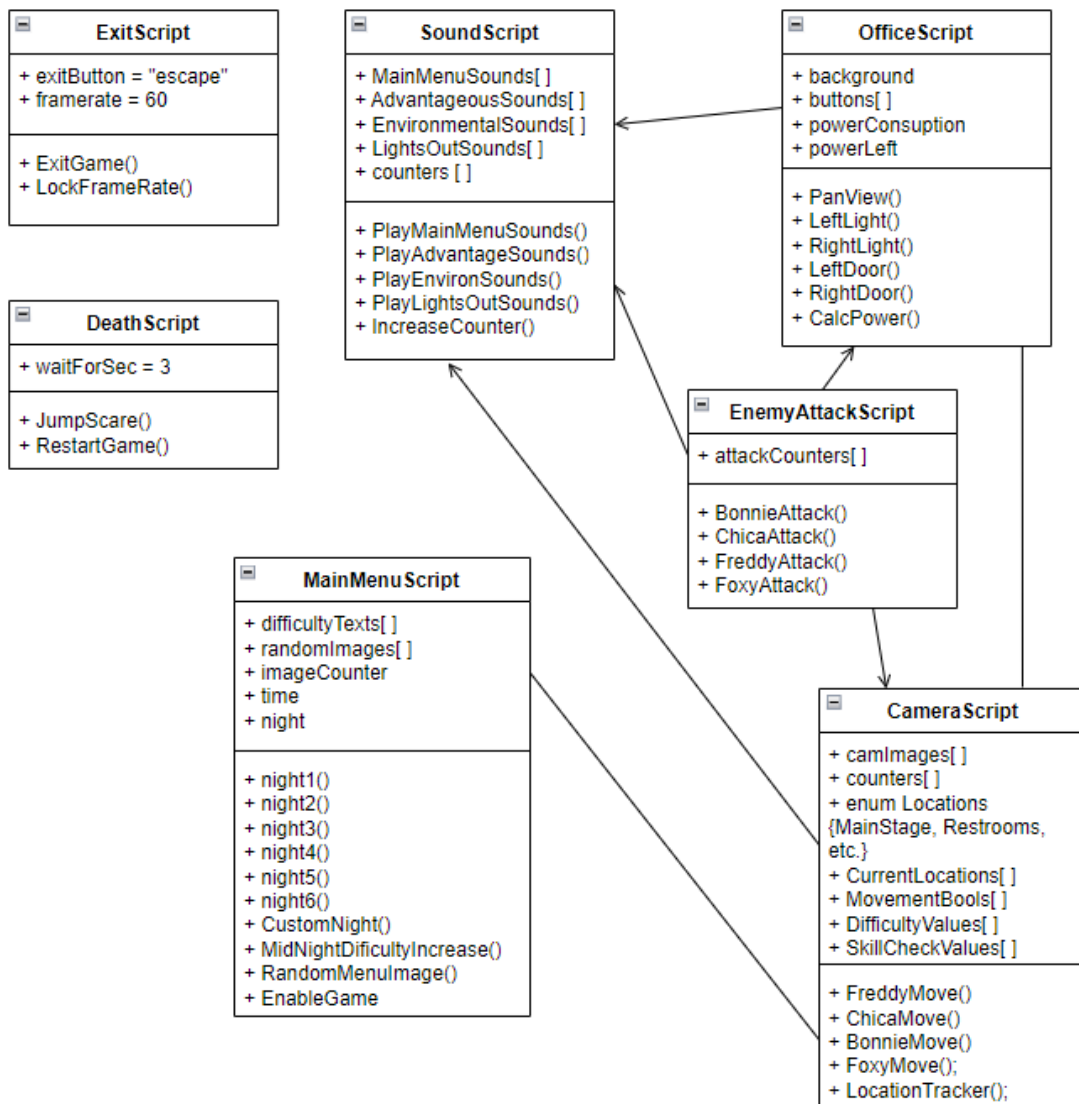 ExitScript
+ exitButton = "escape"
+ framerate = 60
+ ExitGame()
+ LockFrameRate()
SoundScript
+ MainMenuSounds[ ]
+ AdvantageousSounds[ ]
+ EnvironmentalSounds[ ]
+ LightsOutSounds[ ]
+ counters [ ]
+ PlayMainMenuSounds()
+ PlayAdvantageSounds()
+ PlayEnvironSounds()
+ PlayLightsOutSounds()
+ IncreaseCounter()
OfficeScript
+ background
+ buttons[ ]
+ powerConsuption
+ powerLeft
+ PanView()
+ LeftLight()
+ RightLight()
+ LeftDoor()
+ RightDoor()
+ CalcPower()
DeathScript
+ waitForSec = 3
+ JumpScare()
+ RestartGame()
EnemyAttackScript
+ attackCounters[ ]
+ BonnieAttack()
+ ChicaAttack()
+ FreddyAttack()
+ FoxyAttack()
MainMenuScript
+ difficultyTexts[ ]
+ randomImages[ ]
+ imageCounter
+ time
+ night
+ night1()
+ night2()
+ night3()
+ night4()
+ night5()
+ night6()
+ CustomNight()
+ MidNightDificultyIncrease()
+ RandomMenuImage()
+ EnableGame
CameraScript
+ camImages[ ]
+ counters[ ]
+ enum Locations
{MainStage, Restrooms,
etc.}
+ CurrentLocations[ ]
+ MovementBools[ ]
+ DifficultyValues[ ]
+ SkillCheckValues[ ]
+ FreddyMove()
+ ChicaMove()
+ BonnieMove()
+ FoxyMove();
+ LocationTracker();